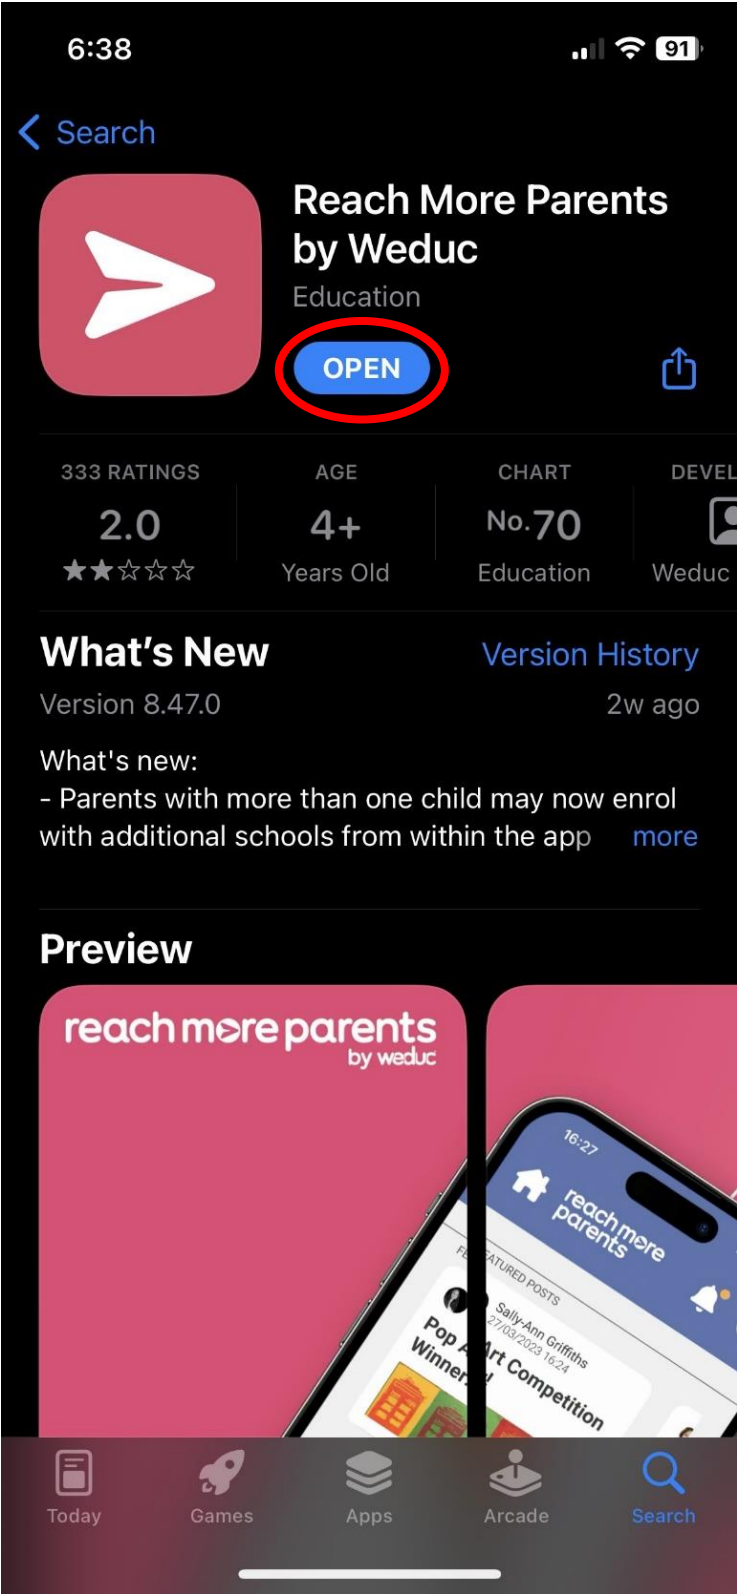 6:38
91
Search
Reach More Parents
by Weduc
Education
OPEN
333 RATINGS
AGE
CHART
DEVEL
2.0
4+
No.70
Years Old
Education
Weduc
What's New
Version History
Version 8.47.0
2w ago
What's new:
- Parents with more than one child may now enrol
with additional schools from within the app
more
Preview
reach more parents
by weduc
16:27
reach more
parents
FEATURED POSTS
Sally-Ann Griffiths
27/03/2023 16:24
Pop Art Competition
Winner
Today
Games
Apps
Arcade
Search